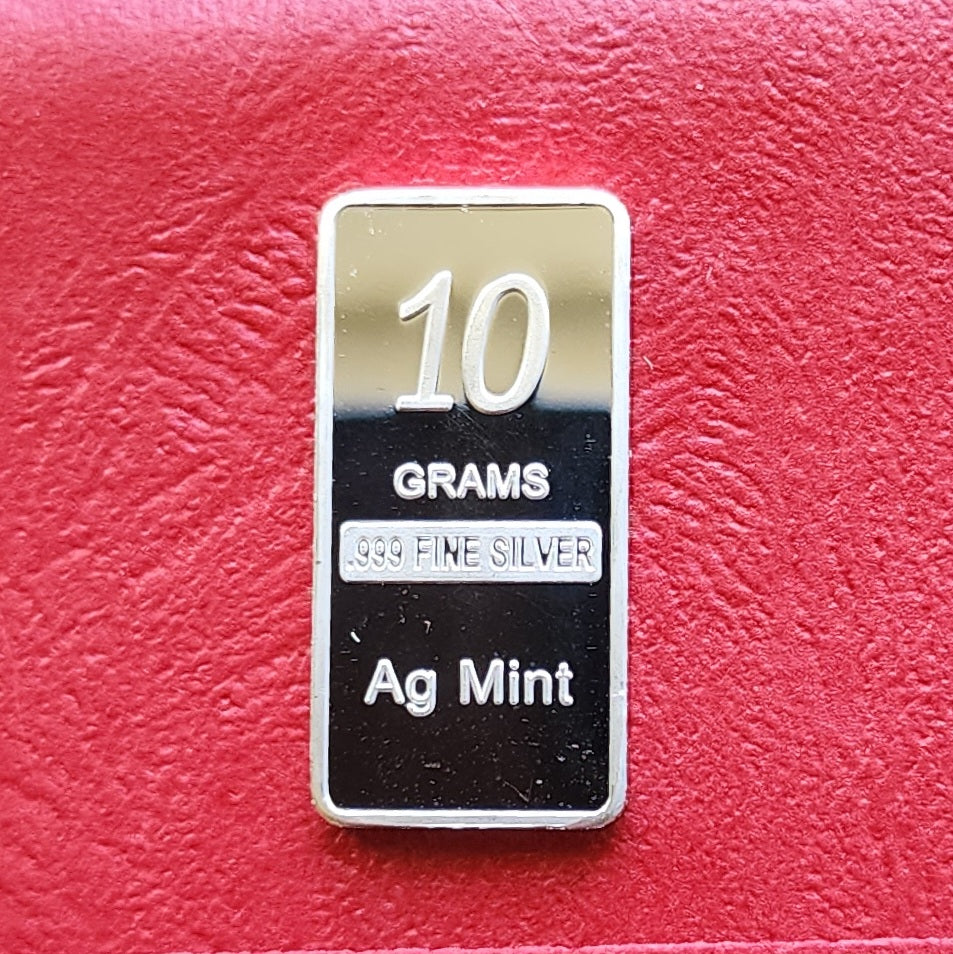 10
GRAMS
.999 FINE SILVER
Ag Mint